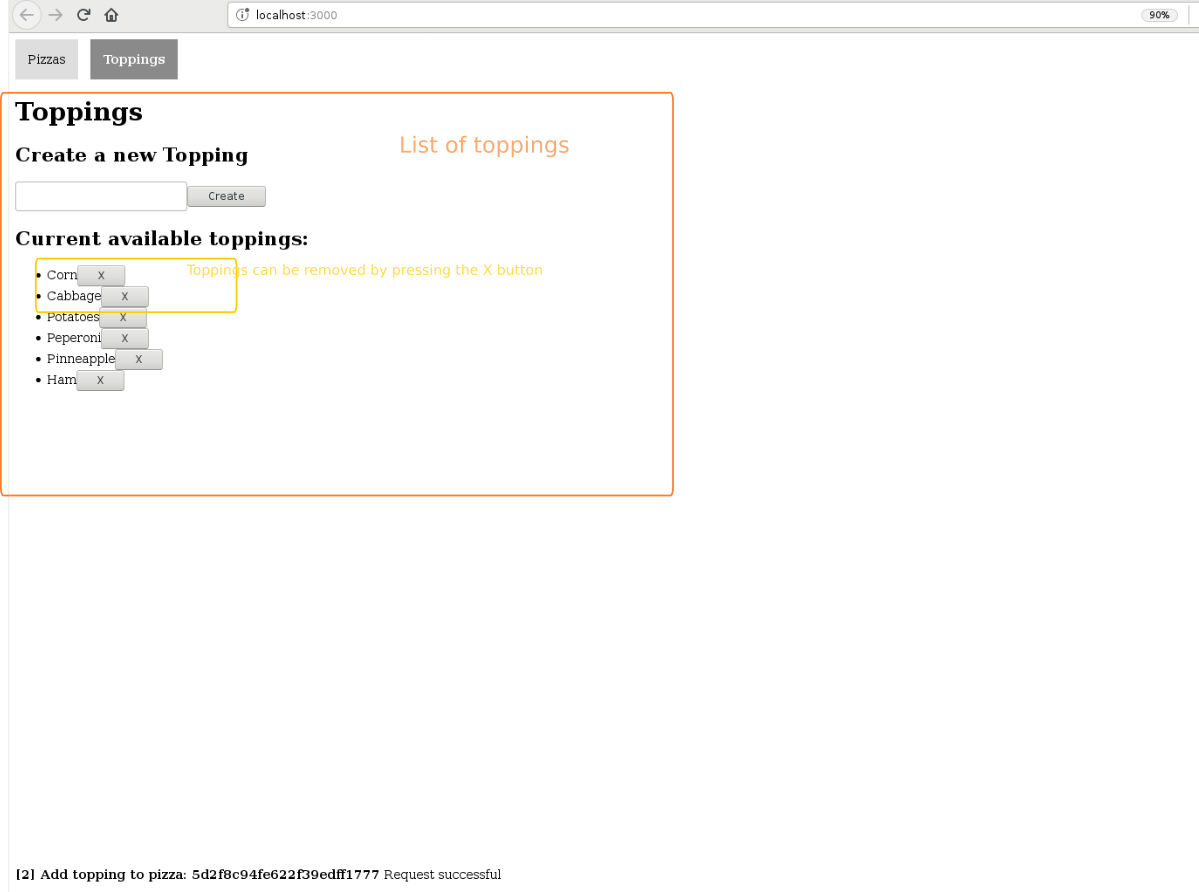 localhost:3000
90%
Pizzas
Toppings
Toppings
List of toppings
Create a new Topping
Create
Current available toppings:
Corn X
Toppings can be removed by pressing the X button
Cabbage X
Potatoes X
Peperoni X
Pinneapple X
Ham X
[2] Add topping to pizza: 5d2f8c94fe622f39edff1777 Request successful